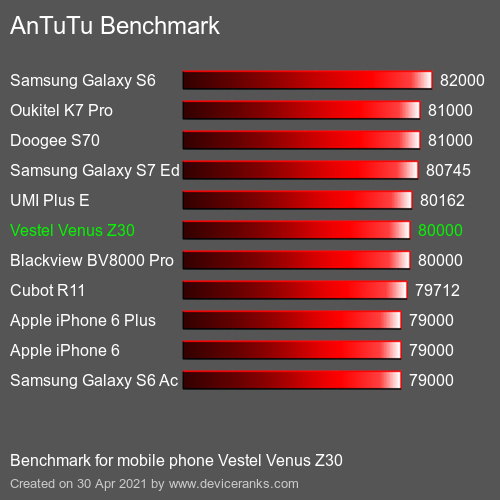 AnTuTu Benchmark
Samsung Galaxy S6 82000
Oukitel K7 Pro 81000
Doogee S70 81000
Samsung Galaxy S7 Ed 80745
UMI Plus E 80162
Vestel Venus Z30 80000
Blackview BV8000 Pro 80000
Cubot R11 79712
Apple iPhone 6 Plus 79000
Apple iPhone 6 79000
Samsung Galaxy S6 Ac 79000
Benchmark for mobile phone Vestel Venus Z30
Created on 30 Apr 2021 by www.deviceranks.com